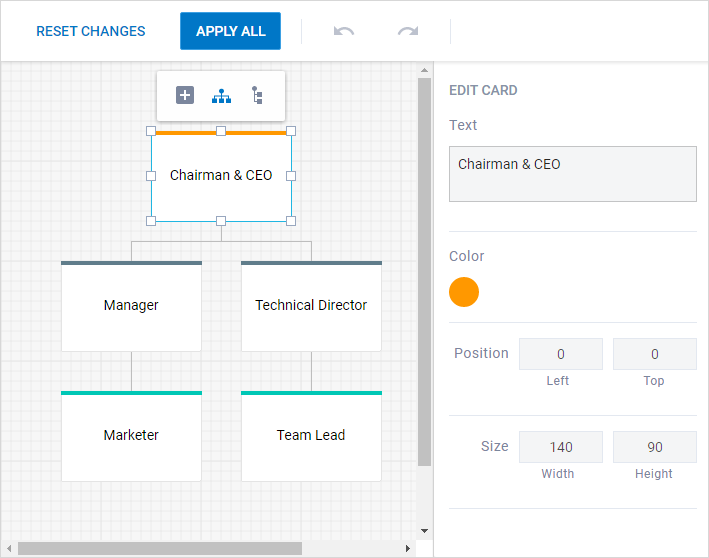 RESET CHANGES
APPLY ALL
Chairman & CEO
Manager
Technical Director
Marketer
Team Lead
EDIT CARD
Text
Chairman & CEO
Color
Position
0
0
Left
Top
Size
140
90
Width
Height